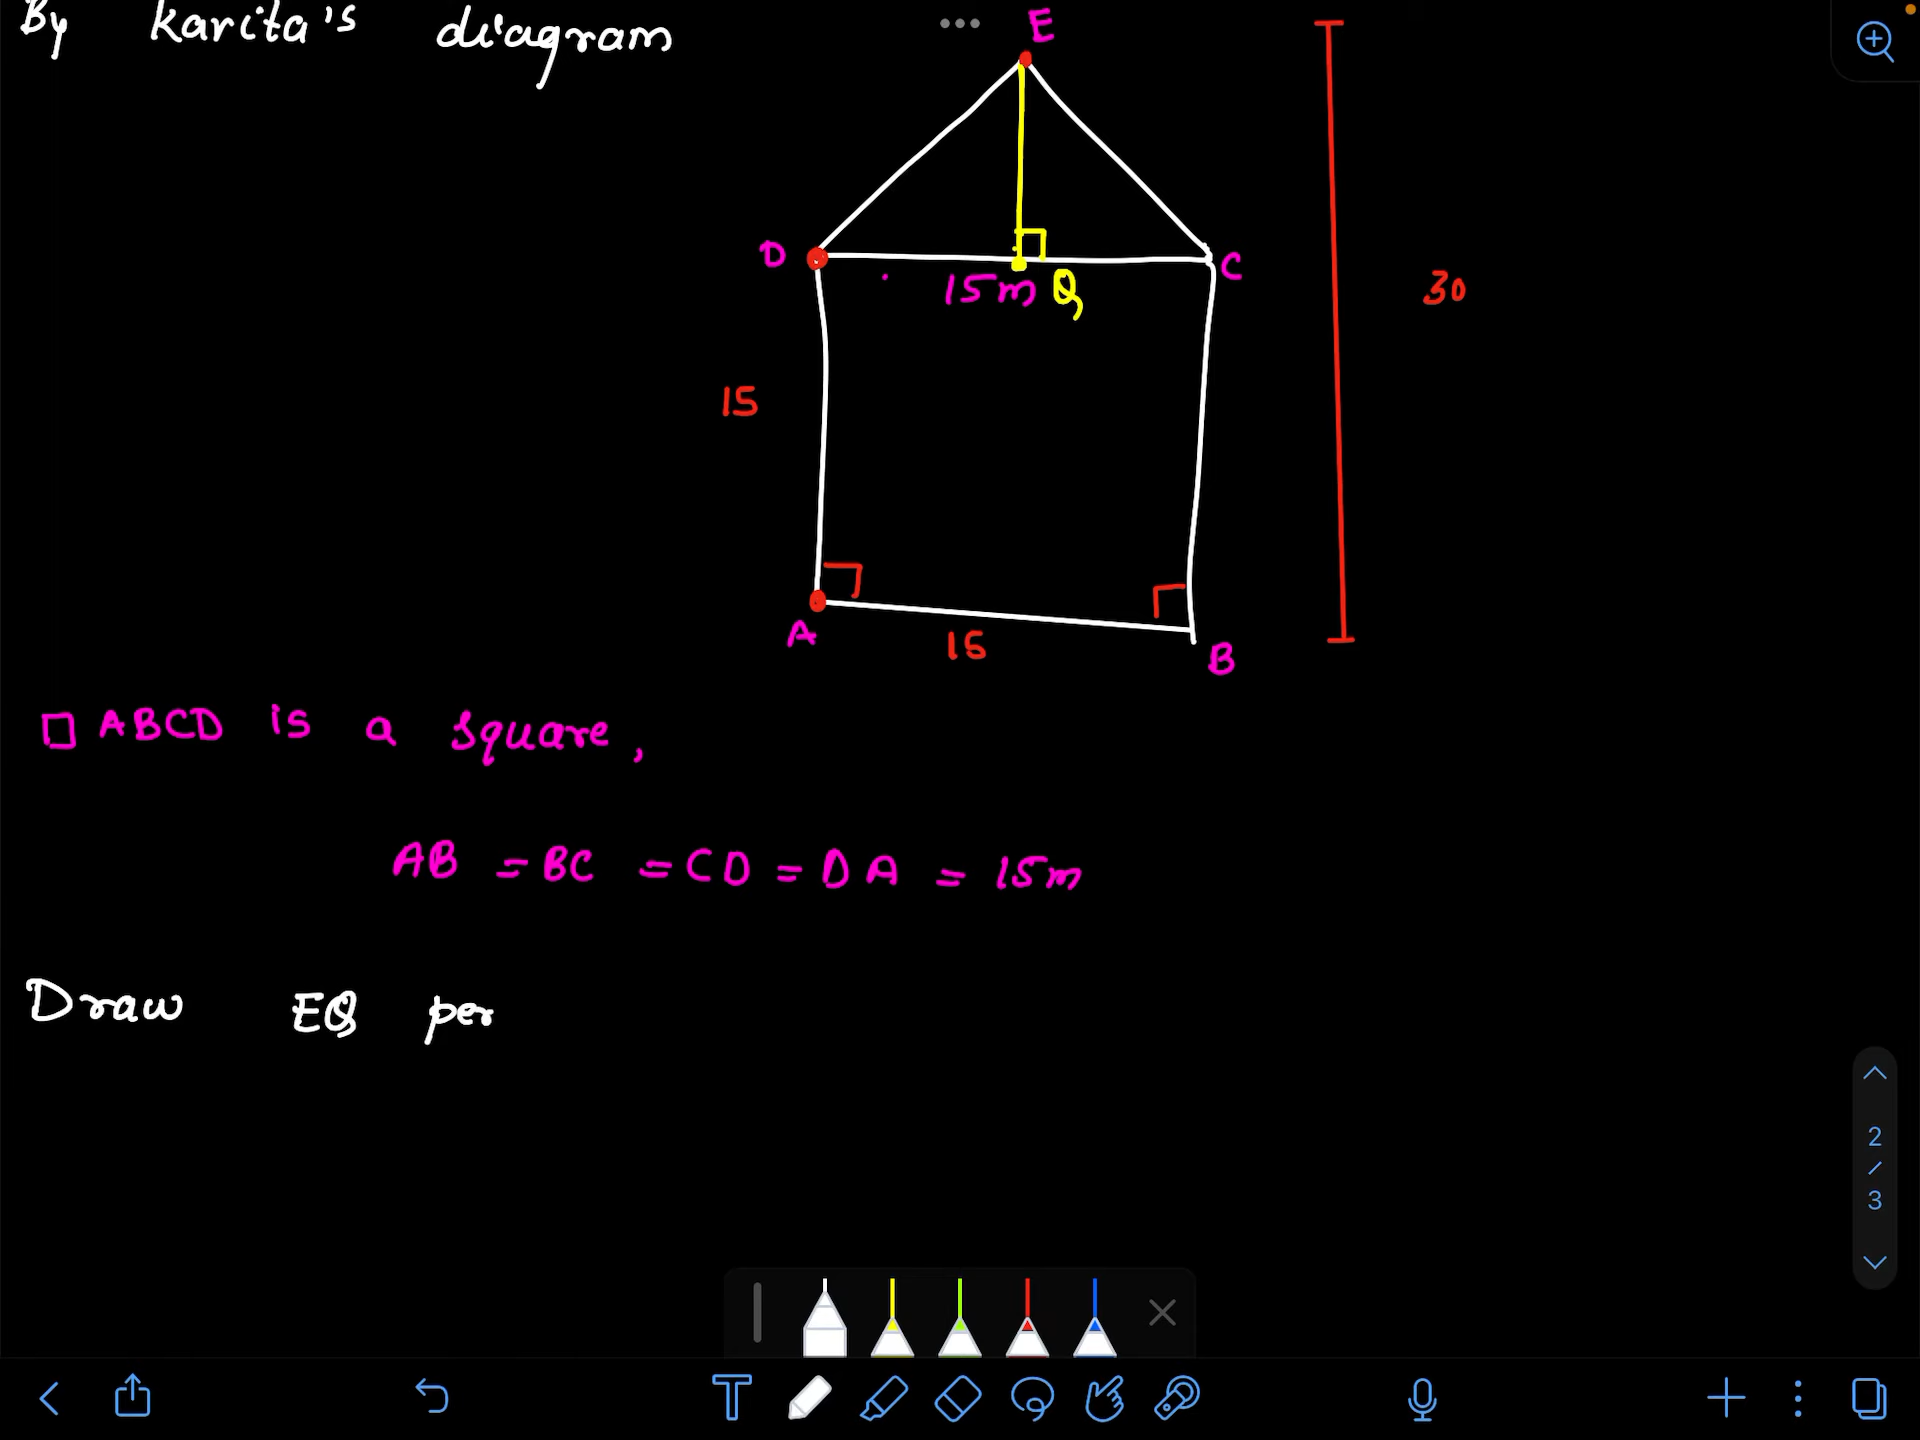 By Karita's diagram
E
D
C
15m Q
30
15
A
15
B
□ ABCD is a square,
AB = BC = CD = DA = 15m
Draw EQ per
2
/
3
T